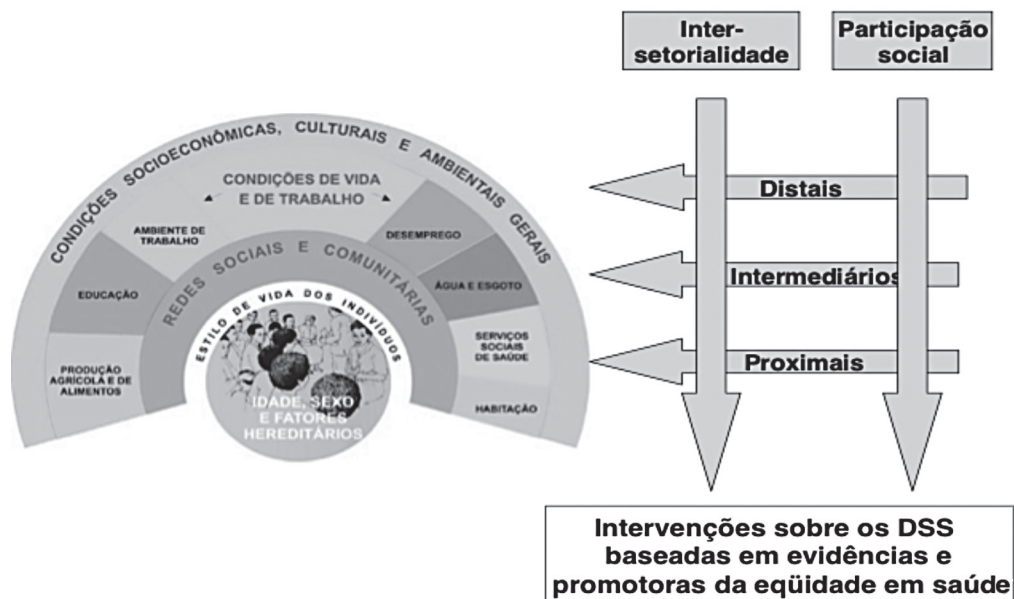 Inter-
setorialidade
Participação
social
CONDIÇÕES SOCIOECONÔMICAS, CULTURAIS E AMBIENTAIS GERAIS
CONDIÇÕES DE VIDA
E DE TRABALHO
AMBIENTE DE
TRABALHO
DESEMPREGO
REDES SOCIAIS E COMUNITÁRIAS
EDUCAÇÃO
ÁGUA E ESGOTO
ESTILO DE VIDA DOS INDIVÍDUOS
PRODUÇÃO
AGRÍCOLA E DE
ALIMENTOS
SERVIÇOS
SOCIAIS
DE SAÚDE
HABITAÇÃO
IDADE, SEXO
E FATORES
HEREDITÁRIOS
Distais
Intermediários
Proximais
Intervenções sobre os DSS
baseadas em evidências e
promotoras da eqüidade em saúde